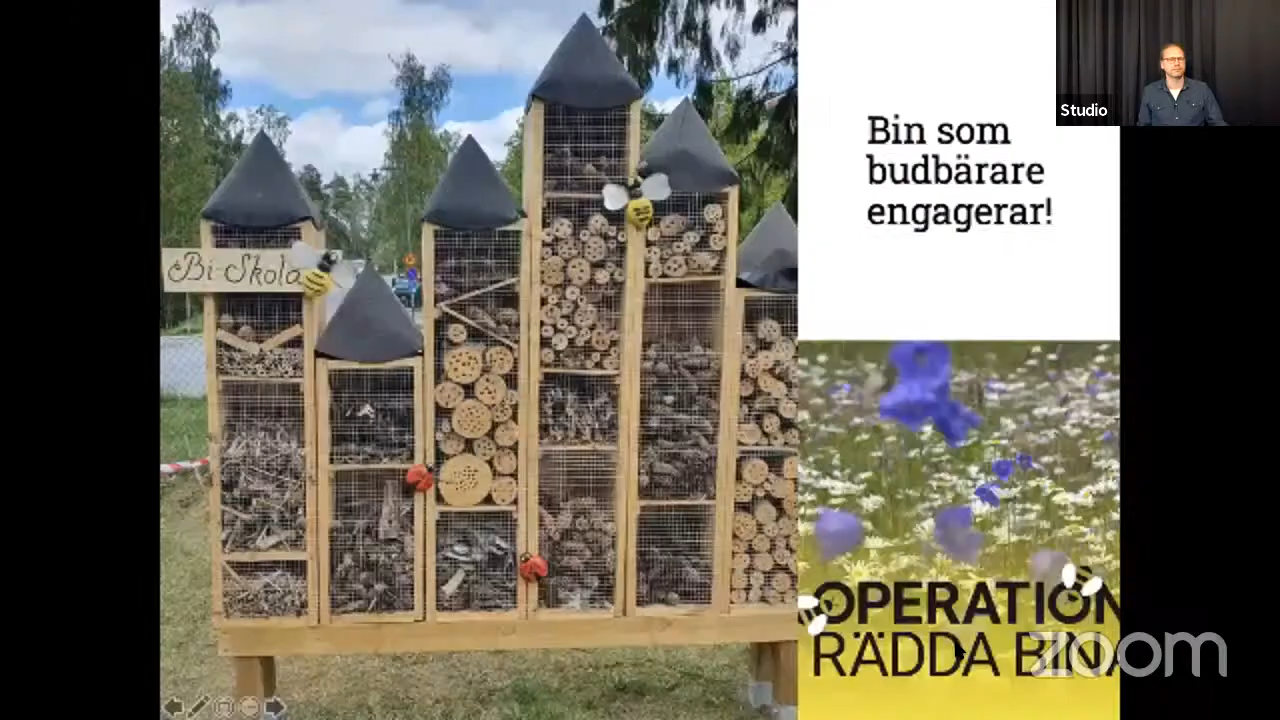 Bi-Skola
Bin som
budbärare
engagerar!
Studio
OPERATION
RÄDDA BINA
zoom